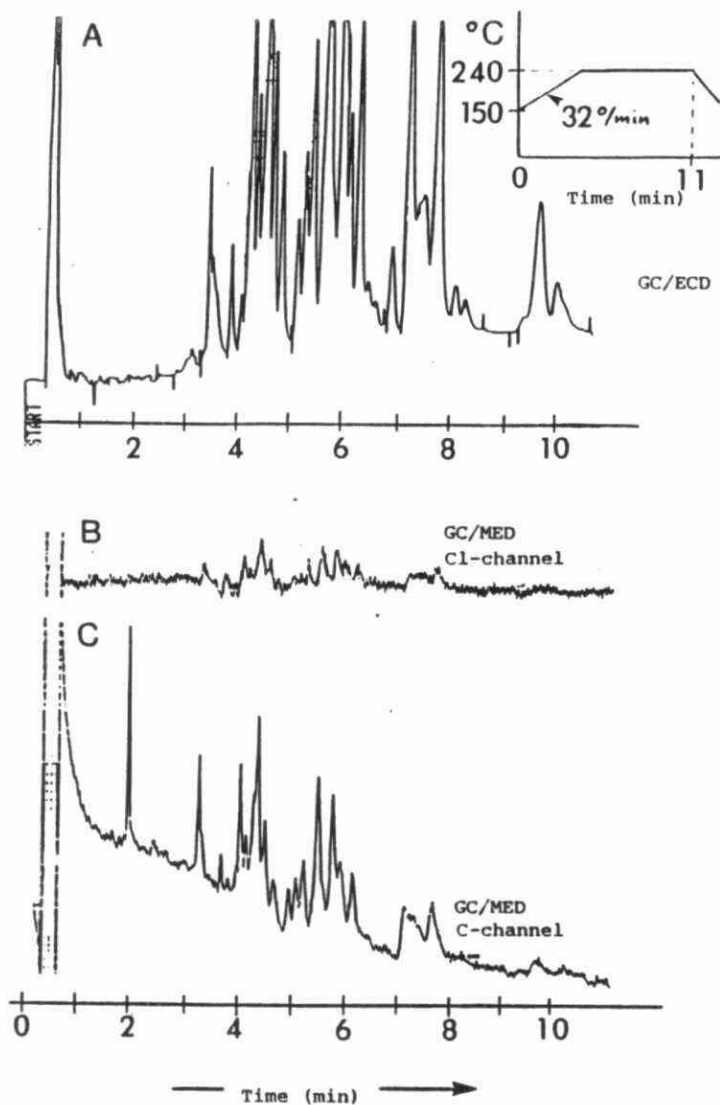 A
°C
240
150
32°/min
0
11
Time (min)
GC/ECD
START
2
4
6
8
10
B
GC/MED
Cl-channel
C
GC/MED
C-channel
0
2
4
6
8
10
Time (min)